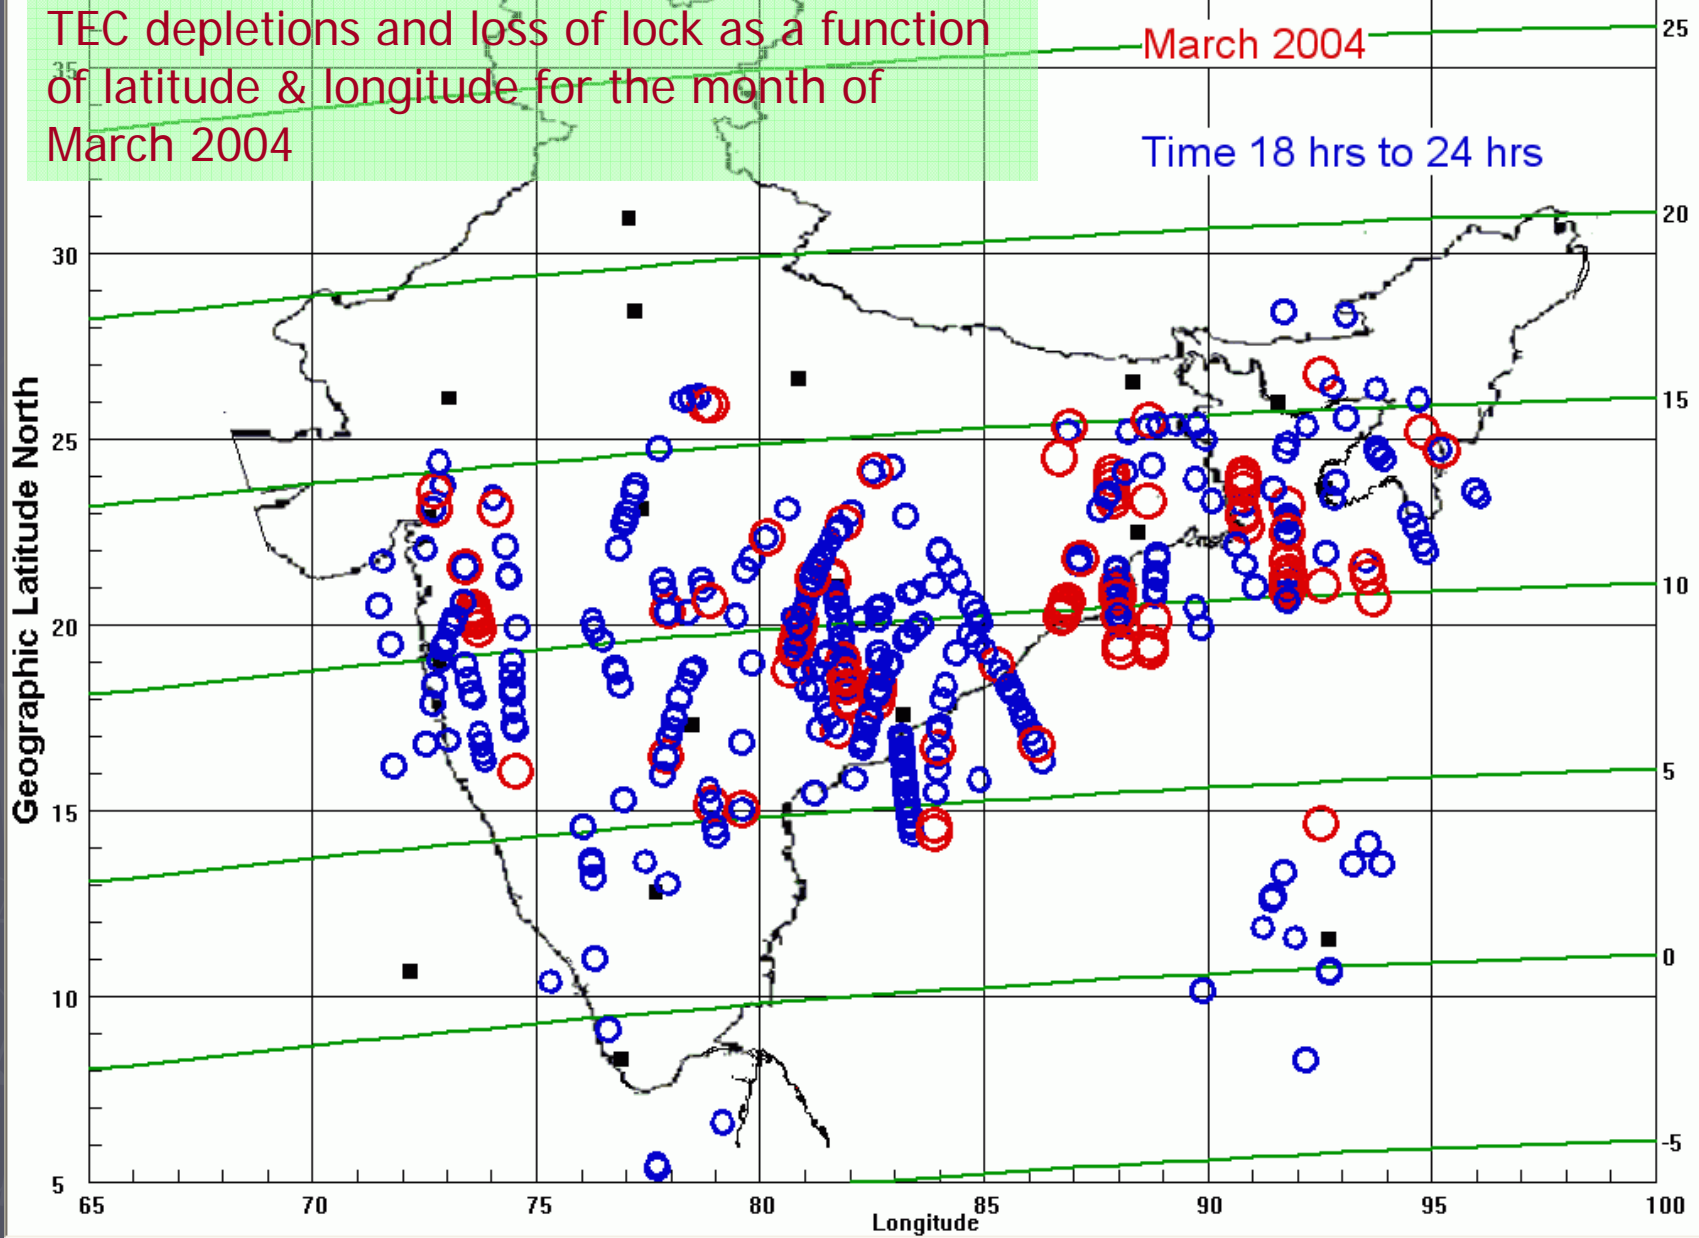 TEC depletions and loss of lock as a function
of latitude & longitude for the month of
March 2004
March 2004
Time 18 hrs to 24 hrs
Geographic Latitude North
35
30
25
20
15
10
5
25
20
15
10
5
0
-5
65 70 75 80 85 90 95 100
Longitude